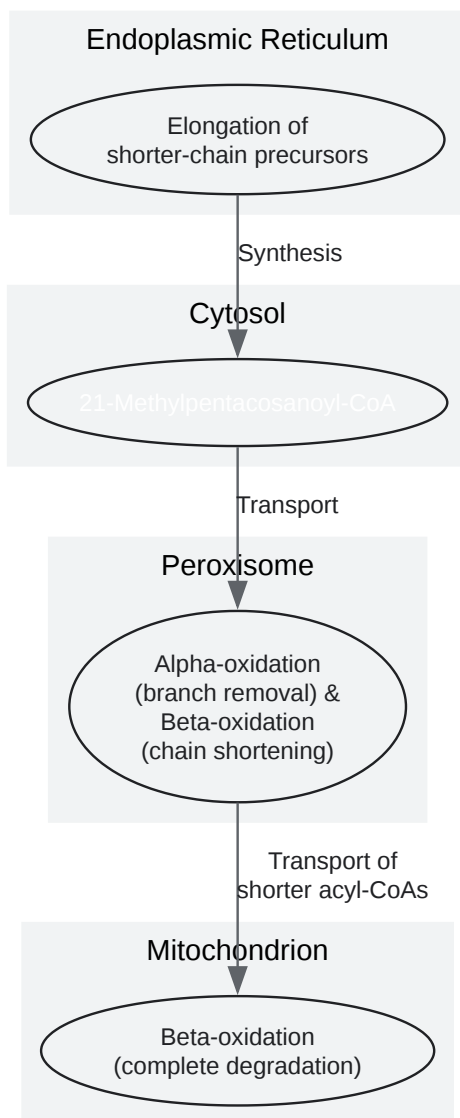 Endoplasmic Reticulum
Elongation of
shorter-chain precursors
Synthesis
Cytosol
21-Methylpentacosanoyl-CoA
Transport
Peroxisome
Alpha-oxidation
(branch removal) &
Beta-oxidation
(chain shortening)
Transport of
shorter acyl-CoAs
Mitochondrion
Beta-oxidation
(complete degradation)